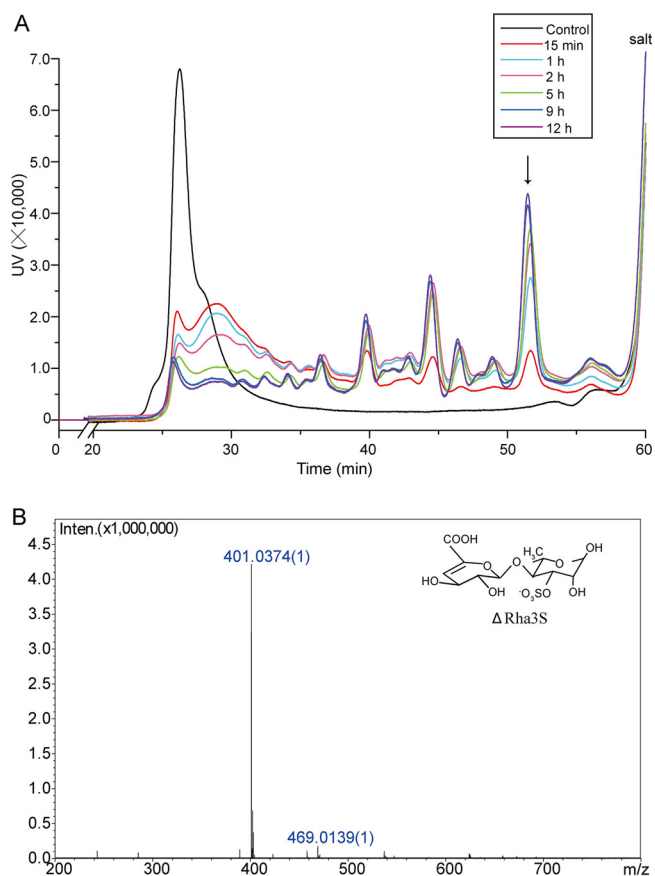 A
Control
15 min
1 h
2 h
5 h
9 h
12 h
salt
7.0
6.0
5.0
4.0
3.0
2.0
1.0
0
UV (×10,000)
0 20 30 40 50 60
Time (min)
B
Inten.(x1,000,000)
4.5
4.0
3.5
3.0
2.5
2.0
1.5
1.0
0.5
0.0
401.0374(1)
469.0139(1)
COOH
O
HO
OH
O
H₃C
O
OH
⁻O₃SO
OH
ΔRha3S
200 300 400 500 600 700 m/z